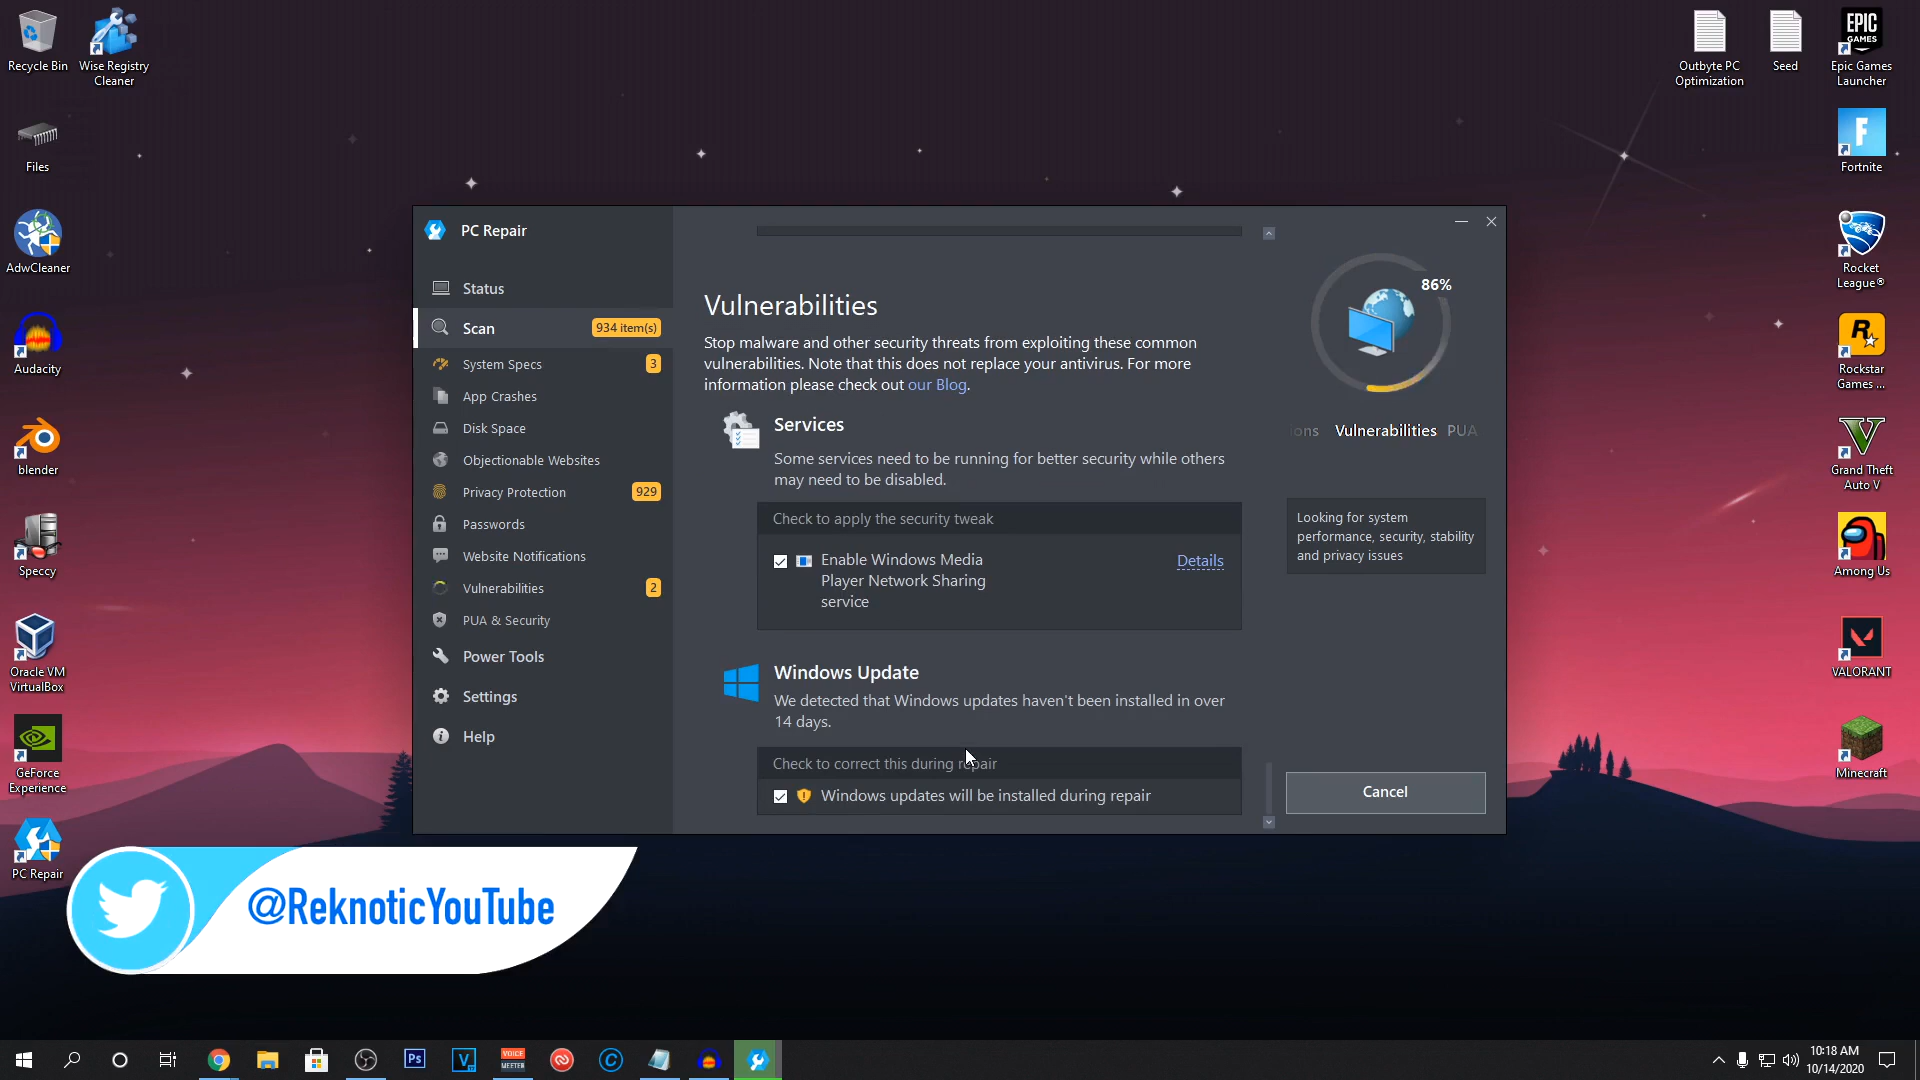 Recycle Bin
Wise Registry
Cleaner
Files
AdwCleaner
Audacity
blender
Speccy
Oracle VM
VirtualBox
GeForce
Experience
PC Repair
Outbyte PC
Optimization
Seed
EPIC
GAMES
Epic Games
Launcher
F
Fortnite
Rocket
League®
R
Rockstar
Games ...
V
Grand Theft
Auto V
Among Us
VALORANT
Minecraft
PC Repair
Status
Scan
934 item(s)
System Specs
3
App Crashes
Disk Space
Objectionable Websites
Privacy Protection
929
Passwords
Website Notifications
Vulnerabilities
2
PUA & Security
Power Tools
Settings
Help
Vulnerabilities
Stop malware and other security threats from exploiting these common
vulnerabilities. Note that this does not replace your antivirus. For more
information please check out our Blog.
Services
Some services need to be running for better security while others
may need to be disabled.
Check to apply the security tweak
Enable Windows Media
Player Network Sharing
service
Details
Windows Update
We detected that Windows updates haven't been installed in over
14 days.
Check to correct this during repair
Windows updates will be installed during repair
86%
ons Vulnerabilities PUA
Looking for system
performance, security, stability
and privacy issues
Cancel
@ReknoticYouTube
Ps
V
VOICE
MEETER
C
10:18 AM
10/14/2020